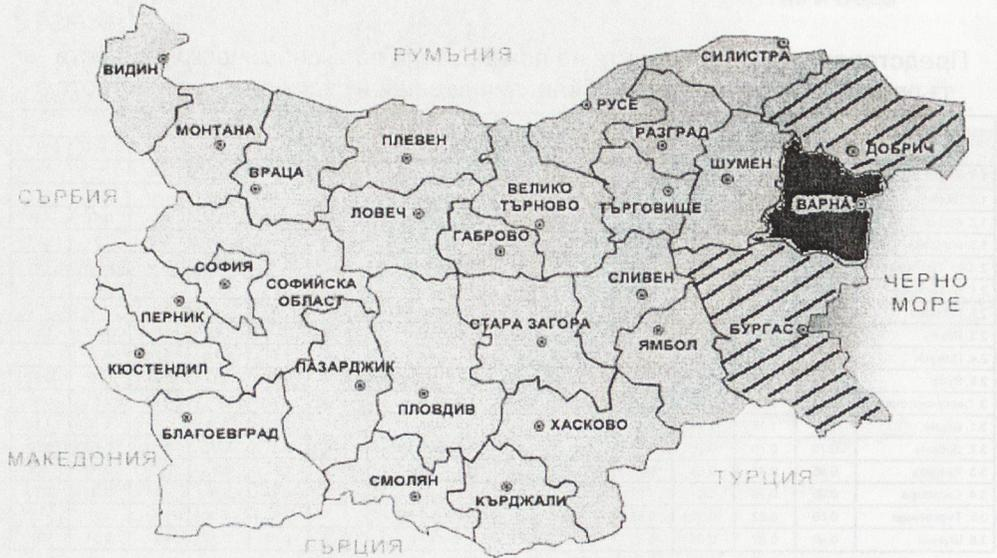 РУМЪНИЯ
СИЛИСТРА
ВИДИН
РУСЕ
МОНТАНА
ПЛЕВЕН
РАЗГРАД
ДОБРИЧ
ШУМЕН
ВРАЦА
СЪРБИЯ
ВЕЛИКО
ТЪРНОВО
ЛОВЕЧ
ТЪРГОВИЩЕ
ВАРНА
ГАБРОВО
СОФИЯ
СОФИЙСКА
ОБЛАСТ
СЛИВЕН
ЧЕРНО
МОРЕ
ПЕРНИК
СТАРА ЗАГОРА
БУРГАС
ЯМБОЛ
КЮСТЕНДИЛ
ПАЗАРДЖИК
ПЛОВДИВ
ХАСКОВО
БЛАГОЕВГРАД
МАКЕДОНИЯ
СМОЛЯН
ТУРЦИЯ
КЪРДЖАЛИ
ГЪРЦИЯ